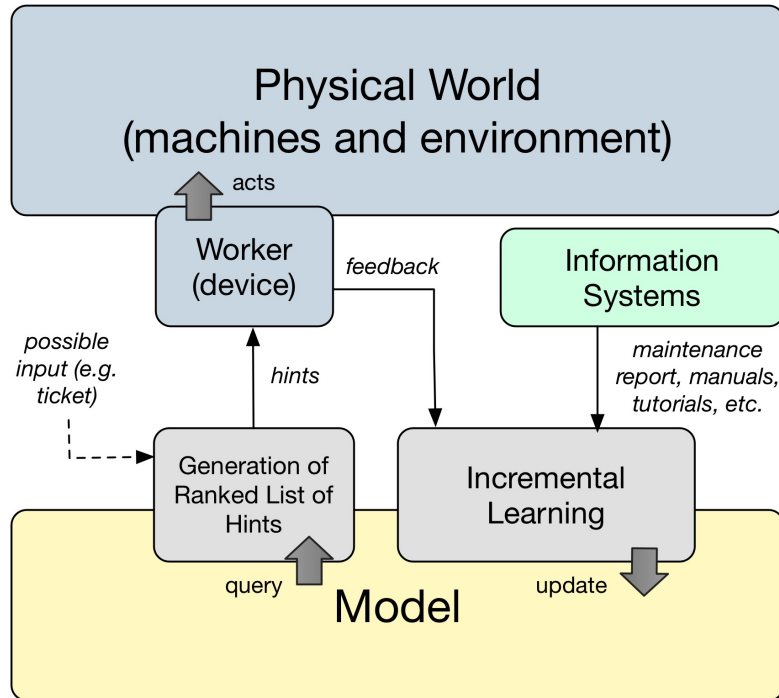 Physical World
(machines and environment)
acts
Worker
(device)
feedback
Information
Systems
possible
input (e.g.
ticket)
hints
maintenance
report, manuals,
tutorials, etc.
Generation of
Ranked List of
Hints
Incremental
Learning
query
update
Model